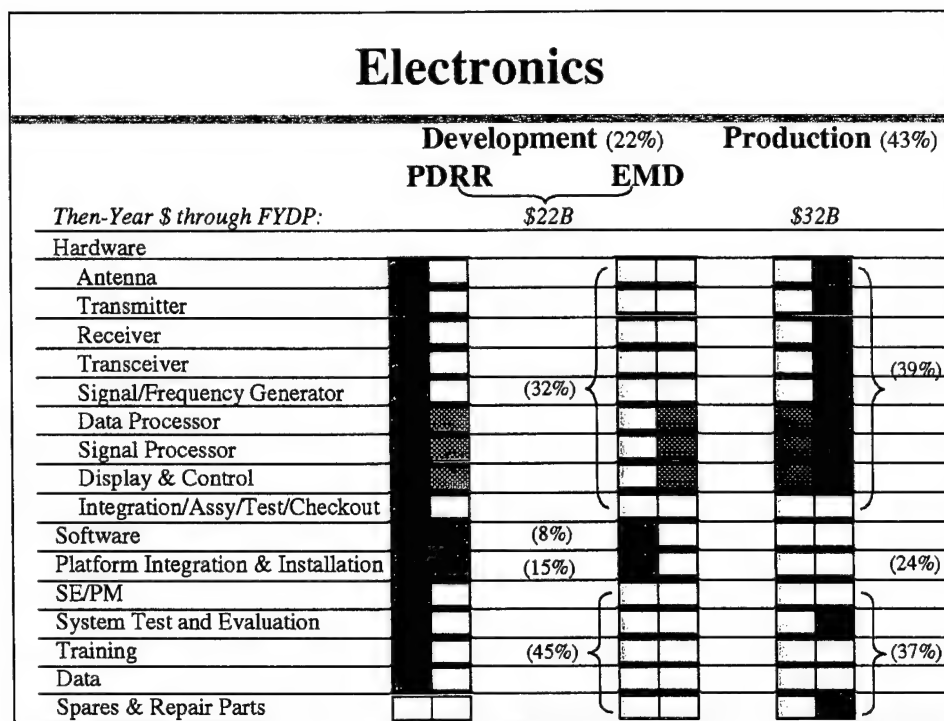 Electronics
Development (22%) Production (43%)
PDRR EMD
Then-Year $ through FYDP: $22B $32B
Hardware
Antenna
Transmitter
Receiver
Transceiver (39%)
Signal/Frequency Generator (32%)
Data Processor
Signal Processor
Display & Control
Integration/Assy/Test/Checkout
Software (8%)
Platform Integration & Installation (15%) (24%)
SE/PM
System Test and Evaluation
Training (45%) (37%)
Data
Spares & Repair Parts